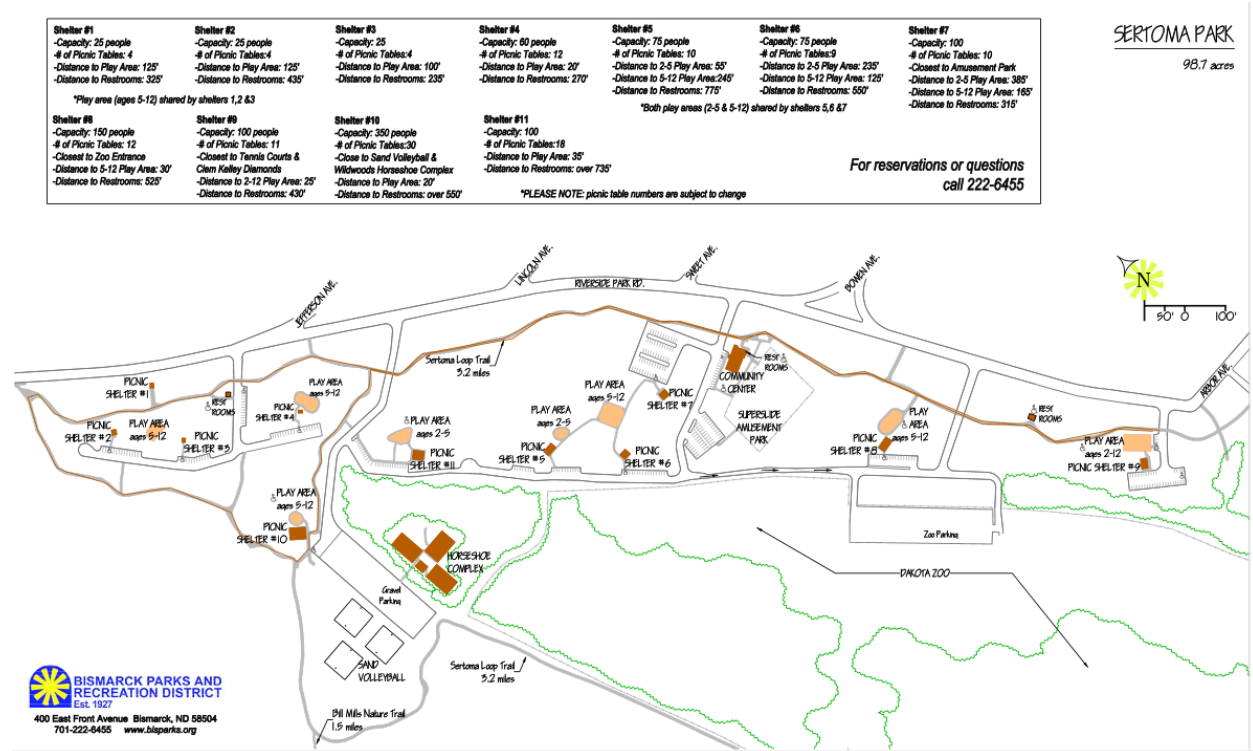 SERTOMA PARK
98.7 acres
Shelter #1
-Capacity: 25 people
-# of Picnic Tables: 4
-Distance to Play Area: 125'
-Distance to Restrooms: 325'
Shelter #2
-Capacity: 25 people
-# of Picnic Tables:4
-Distance to Play Area: 125'
-Distance to Restrooms: 435'
Shelter #3
-Capacity: 25
-# of Picnic Tables:4
-Distance to Play Area: 100'
-Distance to Restrooms: 235'
Shelter #4
-Capacity: 60 people
-# of Picnic Tables: 12
-Distance to Play Area: 20'
-Distance to Restrooms: 270'
Shelter #5
-Capacity: 75 people
-# of Picnic Tables: 10
-Distance to 2-5 Play Area: 55'
-Distance to 5-12 Play Area:245'
-Distance to Restrooms: 775'
Shelter #6
-Capacity: 75 people
-# of Picnic Tables:9
-Distance to 2-5 Play Area: 235'
-Distance to 5-12 Play Area: 125'
-Distance to Restrooms: 550'
Shelter #7
-Capacity: 100
-# of Picnic Tables: 10
-Closest to Amusement Park
-Distance to 2-5 Play Area: 385'
-Distance to 5-12 Play Area: 165'
-Distance to Restrooms: 315'
*Play area (ages 5-12) shared by shelters 1,2 &3
*Both play areas (2-5 & 5-12) shared by shelters 5,6 &7
Shelter #8
-Capacity: 150 people
-# of Picnic Tables: 12
-Closest to Zoo Entrance
-Distance to 5-12 Play Area: 30'
-Distance to Restrooms: 525'
Shelter #9
-Capacity: 100 people
-# of Picnic Tables: 11
-Closest to Tennis Courts &
Clem Kelley Diamonds
-Distance to 2-12 Play Area: 25'
-Distance to Restrooms: 430'
Shelter #10
-Capacity: 350 people
-# of Picnic Tables:30
-Close to Sand Volleyball &
Wildwoods Horseshoe Complex
-Distance to Play Area: 20'
-Distance to Restrooms: over 550'
Shelter #11
-Capacity: 100
-# of Picnic Tables:18
-Distance to Play Area: 35'
-Distance to Restrooms: over 735'
*PLEASE NOTE: picnic table numbers are subject to change
For reservations or questions
call 222-6455
JEFFERSON AVE.
LINCOLN AVE.
RIVERSIDE PARK RD.
SWEET AVE.
BOWEN AVE.
ARBOR AVE.
N
50' 0 100'
Sertoma Loop Trail
3.2 miles
PICNIC
SHELTER #1
REST
ROOMS
PICNIC
SHELTER #2
PLAY AREA
ages 5-12
PICNIC
SHELTER #3
PLAY AREA
ages 5-12
PICNIC
SHELTER #4
PLAY AREA
ages 2-5
PICNIC
SHELTER #11
PLAY AREA
ages 2-5
PICNIC
SHELTER #5
PLAY AREA
ages 5-12
PICNIC
SHELTER #6
PICNIC
SHELTER #7
COMMUNITY
CENTER
REST
ROOMS
SUPERSLIDE
AMUSEMENT
PARK
PLAY
AREA
ages 5-12
PICNIC
SHELTER #8
REST
ROOMS
PLAY AREA
ages 2-12
PICNIC SHELTER #9
PLAY AREA
ages 5-12
PICNIC
SHELTER #10
HORSESHOE
COMPLEX
Gravel
Parking
Zoo Parking
DAKOTA ZOO
SAND
VOLLEYBALL
Sertoma Loop Trail
3.2 miles
Bill Mills Nature Trail
1.5 miles
BISMARCK PARKS AND
RECREATION DISTRICT
Est. 1927
400 East Front Avenue Bismarck, ND 58504
701-222-6455 www.bisparks.org